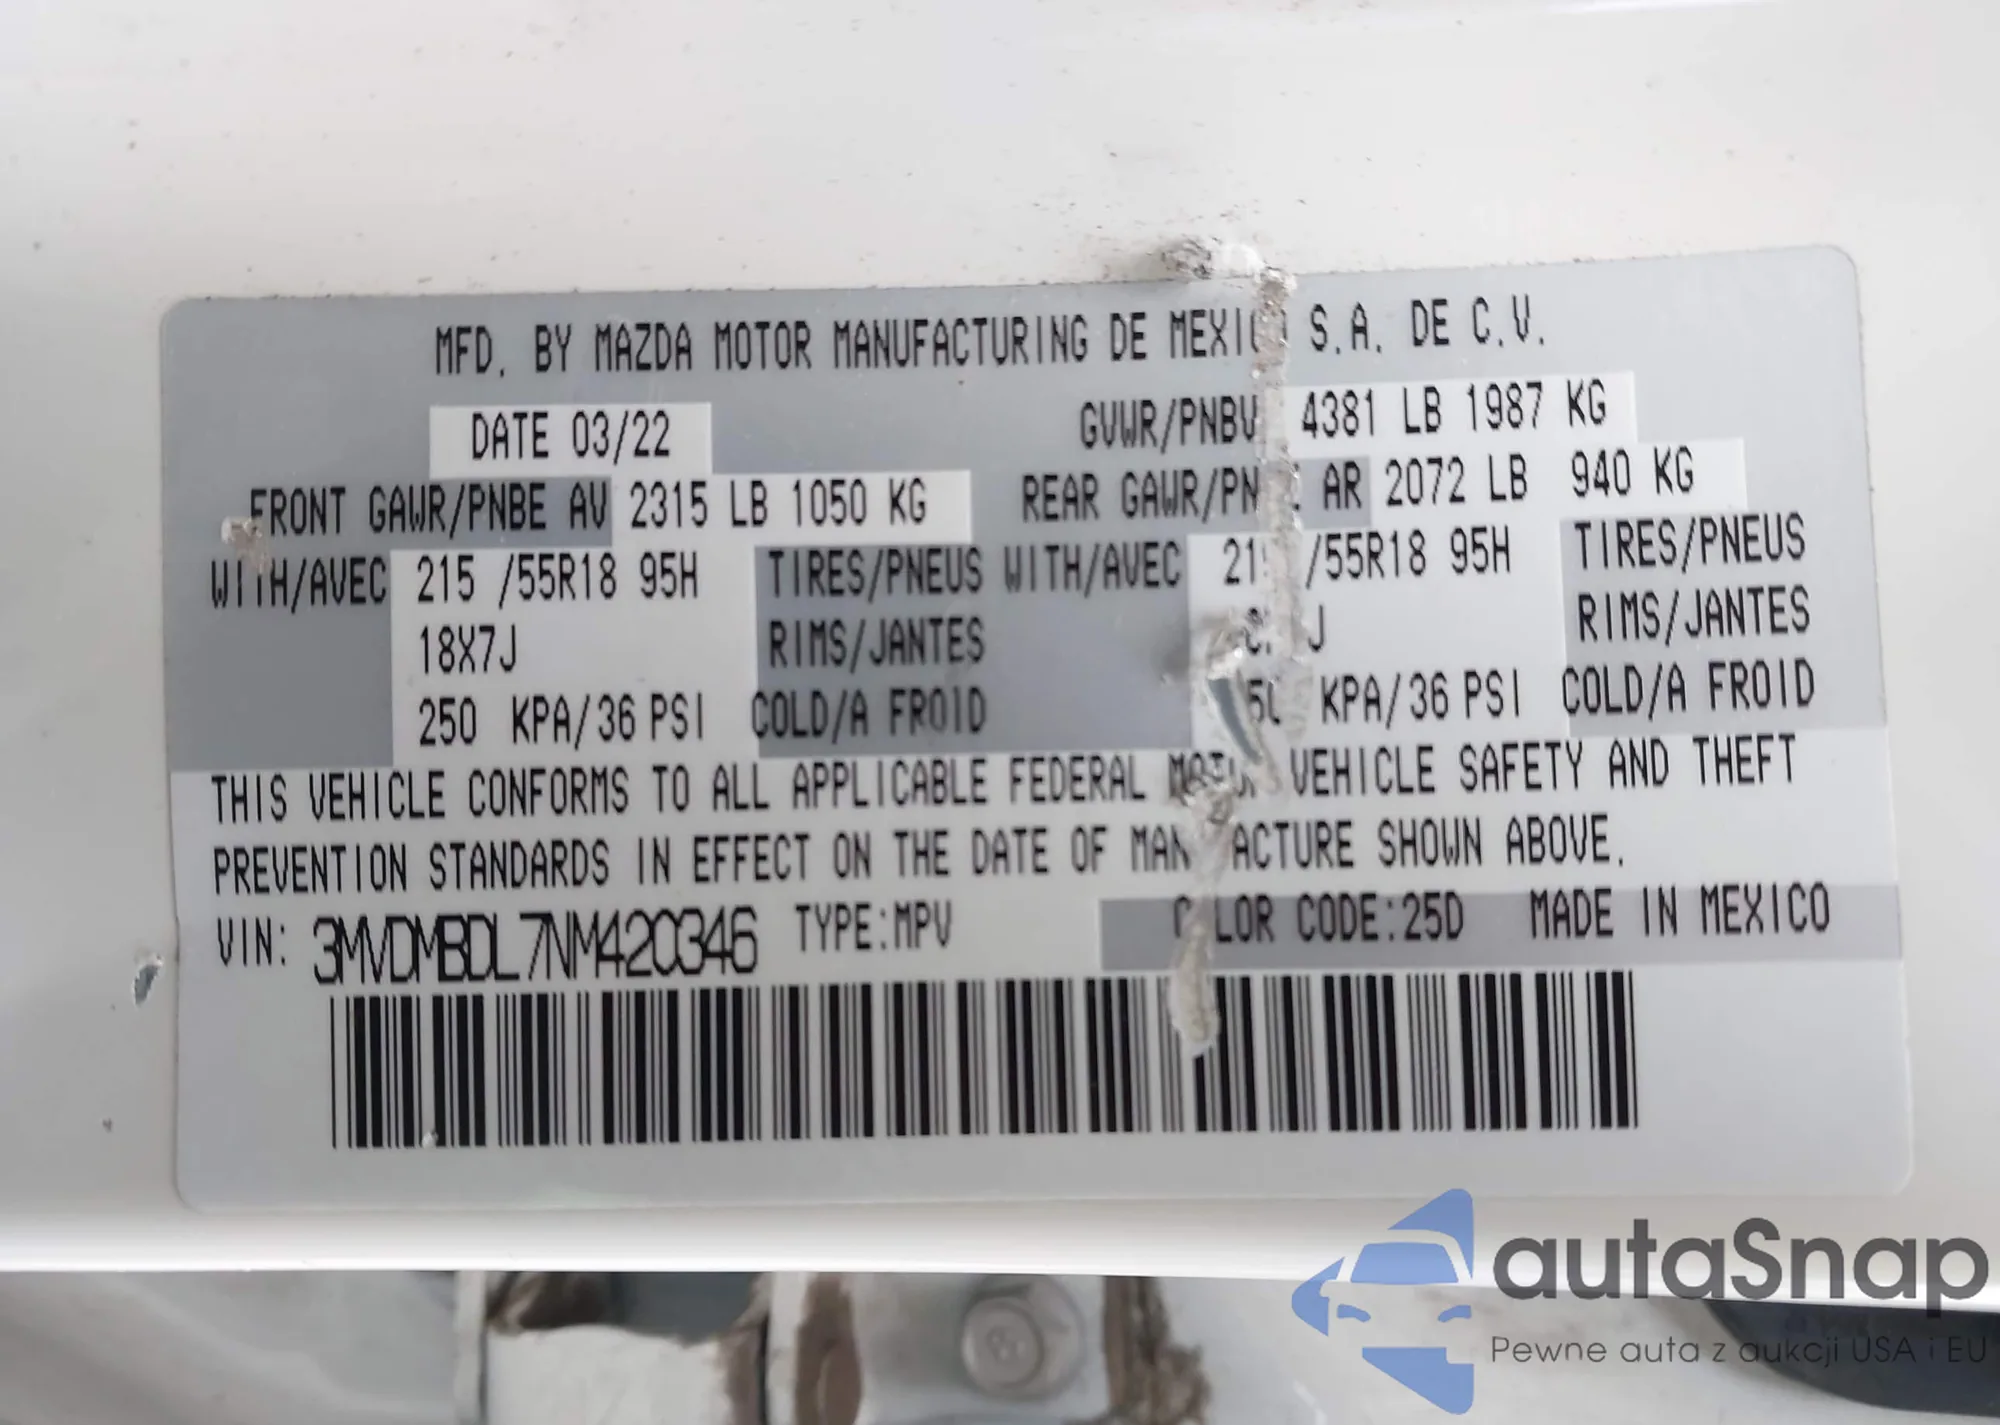 MFD. BY MAZDA MOTOR MANUFACTURING DE S.A. DE C.V.
DATE 03/22 GVWR/PNBV 4381 LB 1987 KG
FRONT GAWR/PNBE AV 2315 LB 1050 KG REAR AR 2072 LB 940 KG
WITH/AVEC 215 /55R18 95H TIRES/PNEUS WITH/AVEC /55R18 95H TIRES/PNEUS
18X7J RIMS/JANTES RIMS/JANTES
250 KPA/36 PSI COLD/A FROID KPA/36 PSI COLD/A FROID
THIS VEHICLE CONFORMS TO ALL APPLICABLE FEDERAL VEHICLE SAFETY AND THEFT
PREVENTION STANDARDS IN EFFECT ON THE DATE OF SHOWN ABOVE.
VIN: 3MVDMBDL7NM420346 TYPE:MPV COLOR CODE:25D MADE IN MEXICO
autaSnap
Pewne auta z aukcji USA i EU